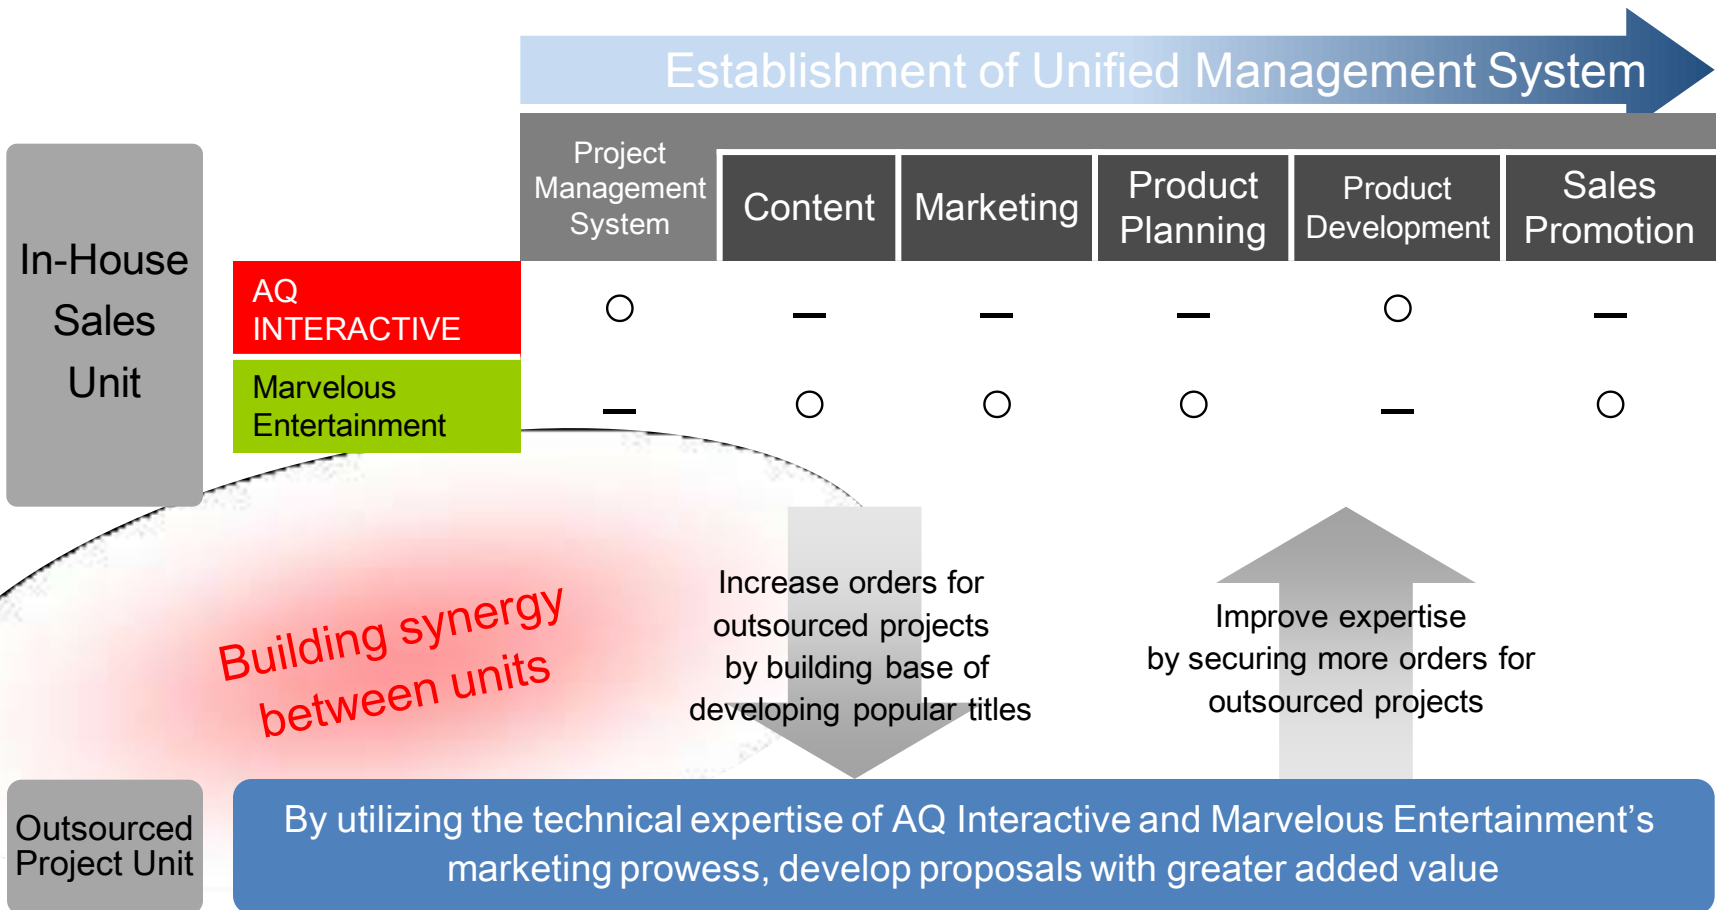 Establishment of Unified Management System
Project
Management
System
Content
Marketing
Product
Planning
Product
Development
Sales
Promotion
In-House
Sales
Unit
AQ
INTERACTIVE
○ — — — ○ —
Marvelous
Entertainment
— ○ ○ ○ — ○
Building synergy
between units
Increase orders for
outsourced projects
by building base of
developing popular titles
Improve expertise
by securing more orders for
outsourced projects
Outsourced
Project Unit
By utilizing the technical expertise of AQ Interactive and Marvelous Entertainment’s
marketing prowess, develop proposals with greater added value